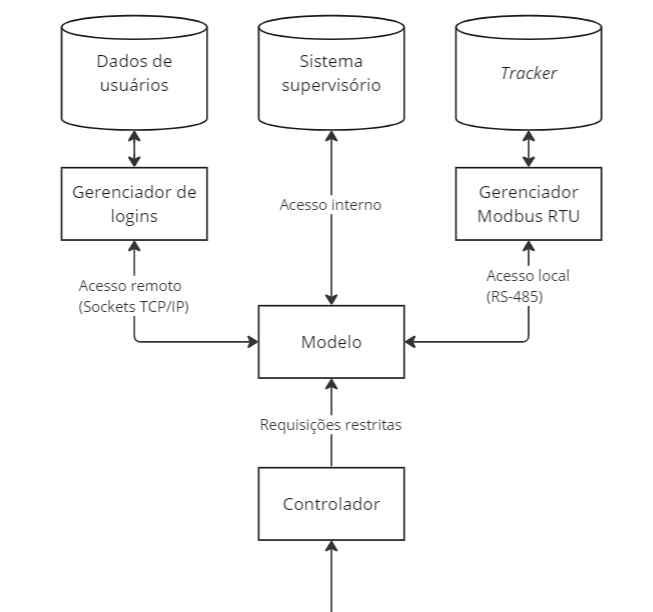 Dados de
usuários
Sistema
supervisório
Tracker
Gerenciador de
logins
Acesso interno
Gerenciador
Modbus RTU
Acesso remoto
(Sockets TCP/IP)
Acesso local
(RS-485)
Modelo
Requisições restritas
Controlador